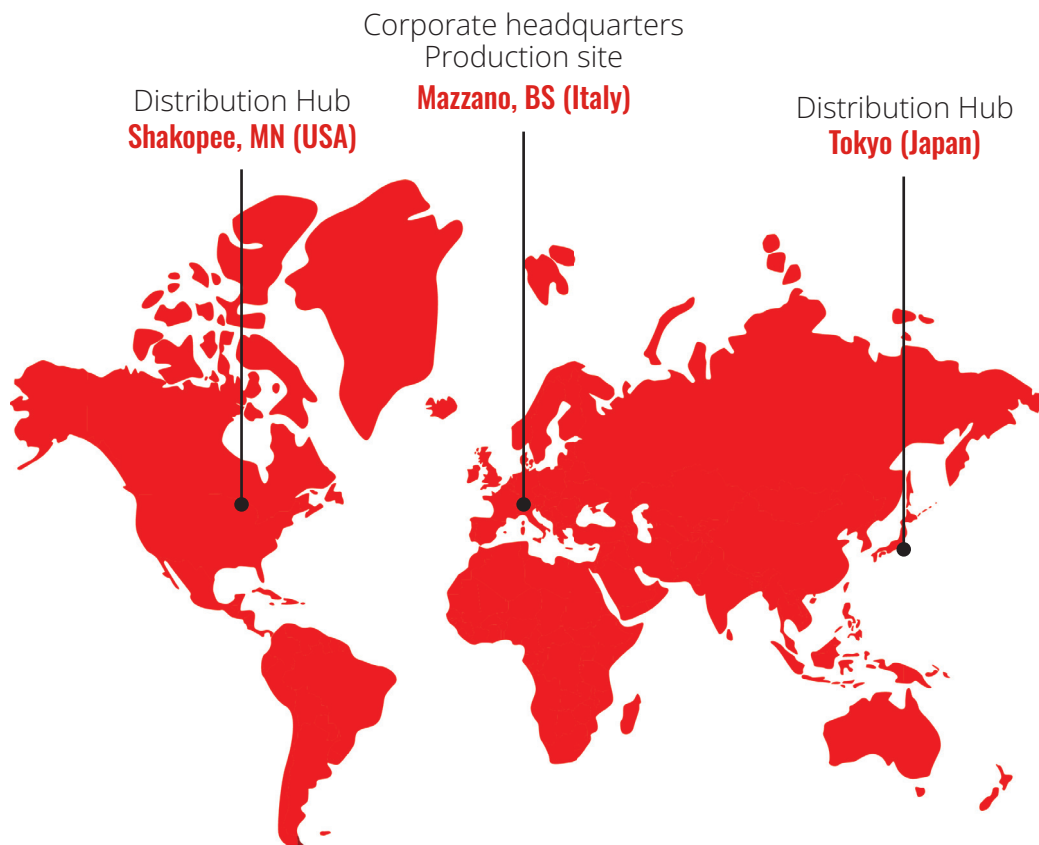 Corporate headquarters
Production site
Mazzano, BS (Italy)
Distribution Hub
Shakopee, MN (USA)
Distribution Hub
Tokyo (Japan)